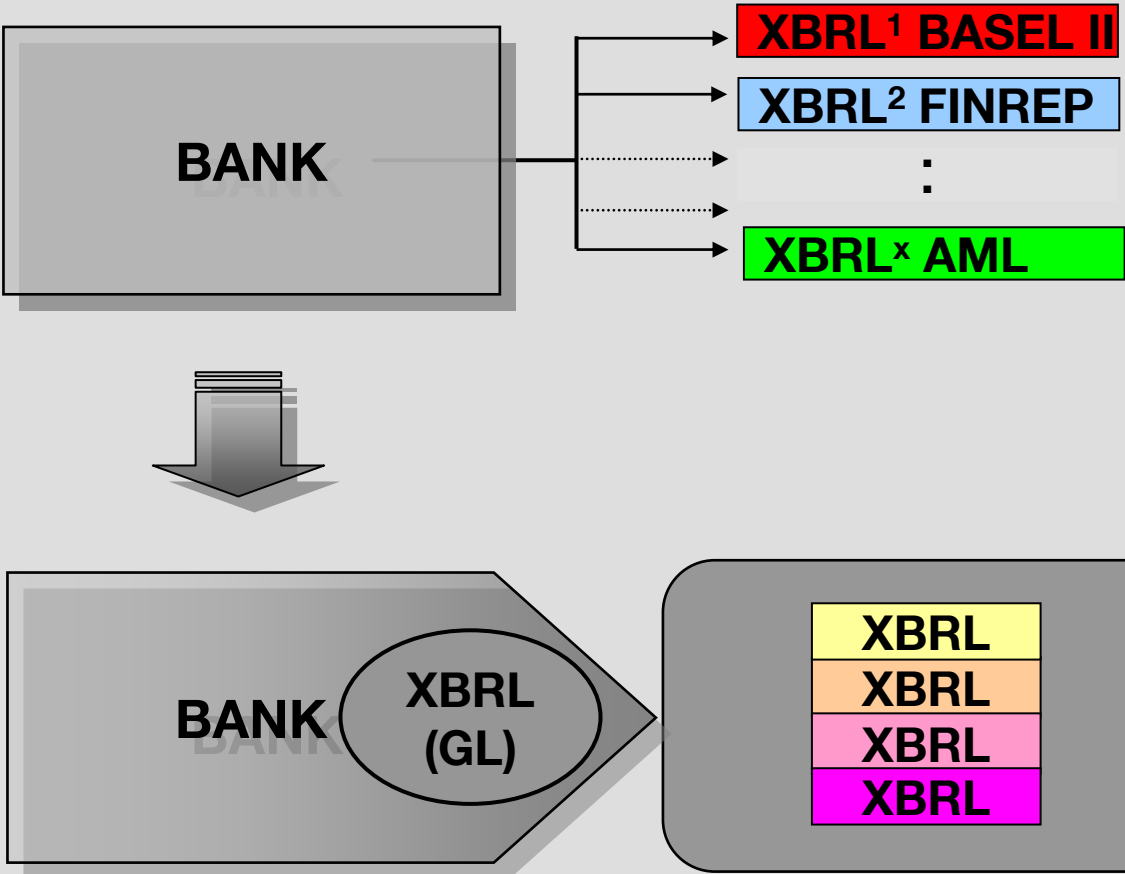 XBRL¹ BASEL II
XBRL² FINREP
BANK
:
XBRLˣ AML
BANK
XBRL
(GL)
XBRL
XBRL
XBRL
XBRL